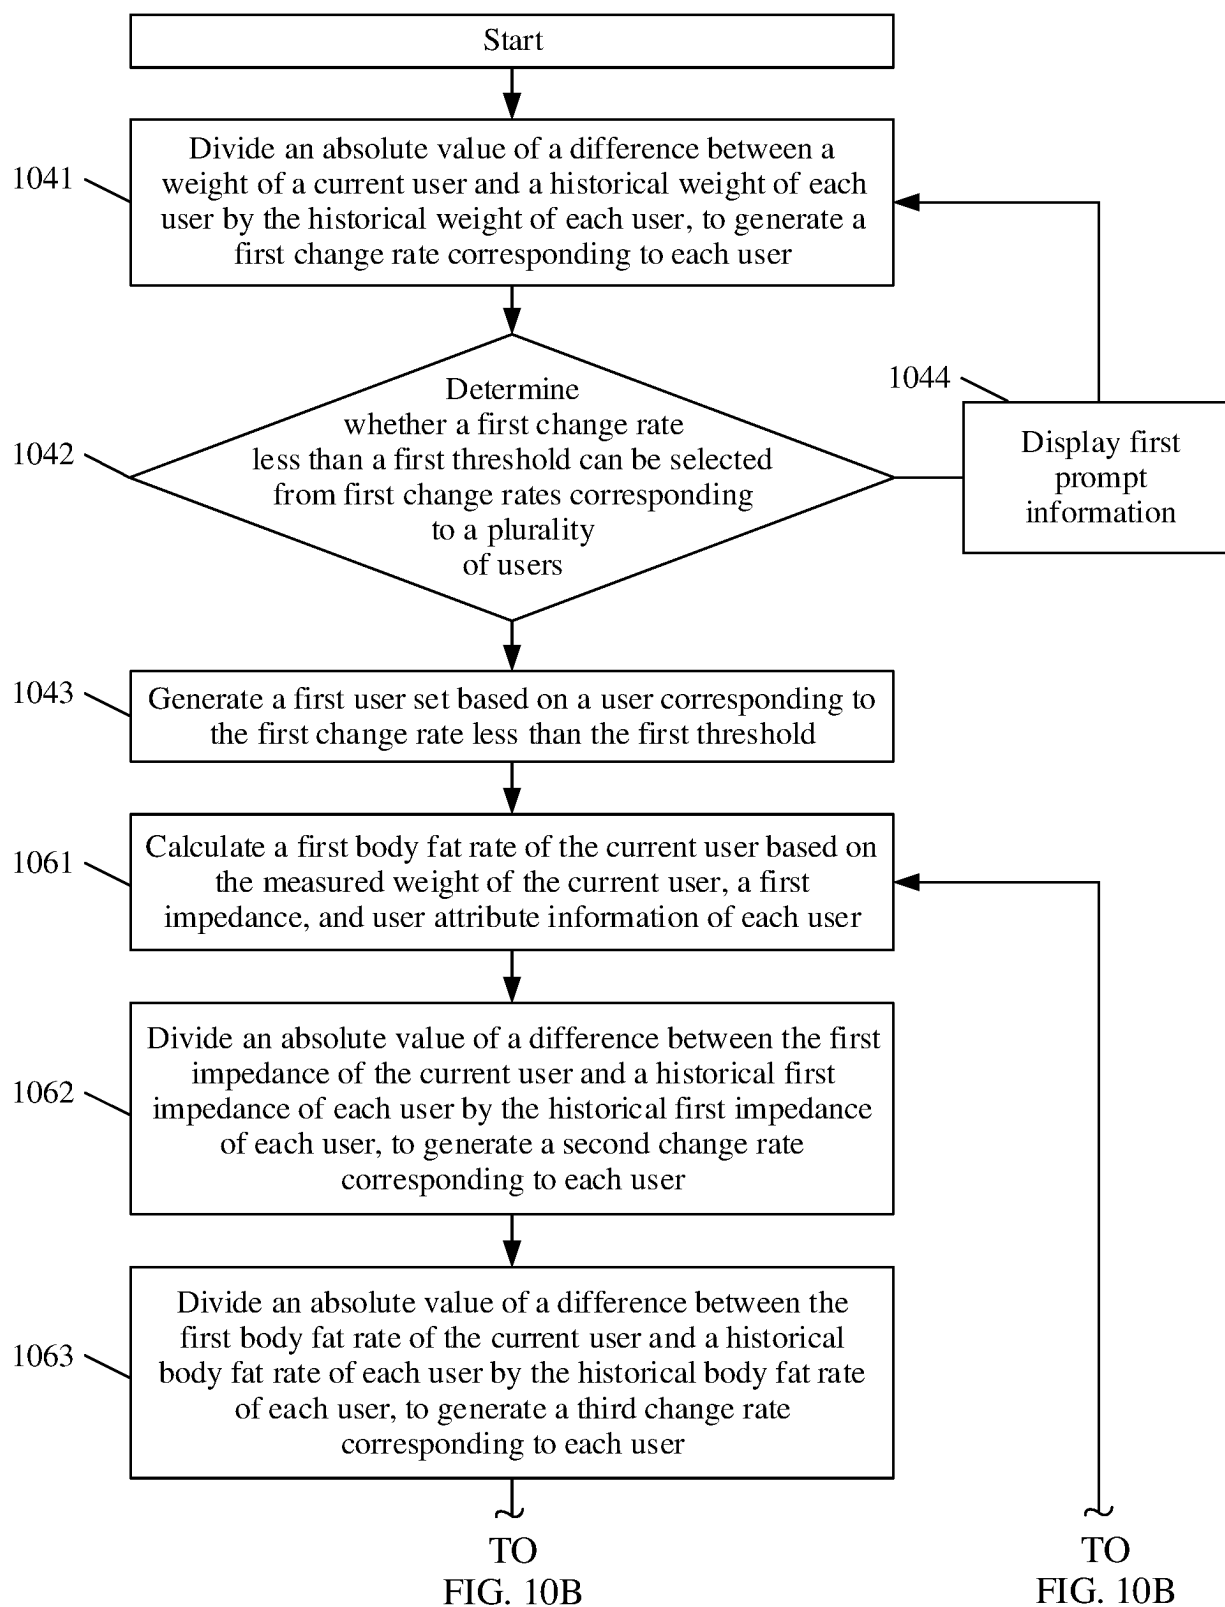 Start
1041
Divide an absolute value of a difference between a
weight of a current user and a historical weight of each
user by the historical weight of each user, to generate a
first change rate corresponding to each user
1042
Determine
whether a first change rate
less than a first threshold can be selected
from first change rates corresponding
to a plurality
of users
1044
Display first
prompt
information
1043
Generate a first user set based on a user corresponding to
the first change rate less than the first threshold
1061
Calculate a first body fat rate of the current user based on
the measured weight of the current user, a first
impedance, and user attribute information of each user
1062
Divide an absolute value of a difference between the first
impedance of the current user and a historical first
impedance of each user by the historical first impedance
of each user, to generate a second change rate
corresponding to each user
1063
Divide an absolute value of a difference between the
first body fat rate of the current user and a historical
body fat rate of each user by the historical body fat rate
of each user, to generate a third change rate
corresponding to each user
TO
FIG. 10B
TO
FIG. 10B